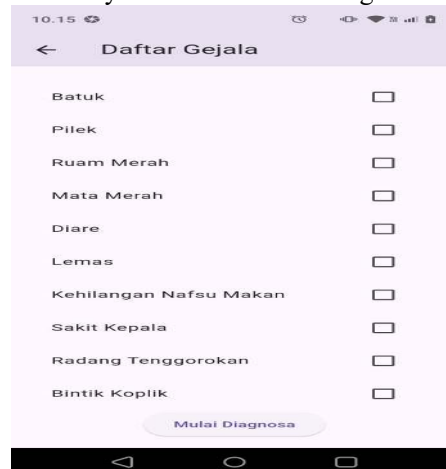 10.15
Daftar Gejala
Batuk
Pilek
Ruam Merah
Mata Merah
Diare
Lemas
Kehilangan Nafsu Makan
Sakit Kepala
Radang Tenggorokan
Bintik Koplik
Mulai Diagnosa